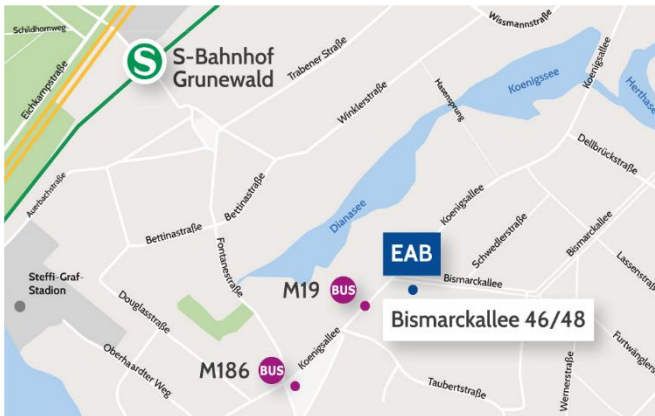 Schildhornweg
Eichkampstraße
S
S-Bahnhof
Grunewald
Trabener Straße
Wissmannstraße
Koenigssee
Koenigsallee
Herthasee
Winklerstraße
Hasensprung
Dellbrückstraße
Auerbachstraße
Bettinastraße
Bettinastraße
Dianasee
Koenigsallee
Schwedlerstraße
Bismarckallee
Lassenstraße
Fontanestraße
EAB
Bismarckallee
Steffi-Graf-
Stadion
M19
BUS
Bismarckallee 46/48
Douglasstraße
Koenigsallee
Oberhaardter Weg
M186
BUS
Taubertstraße
Wernerstraße